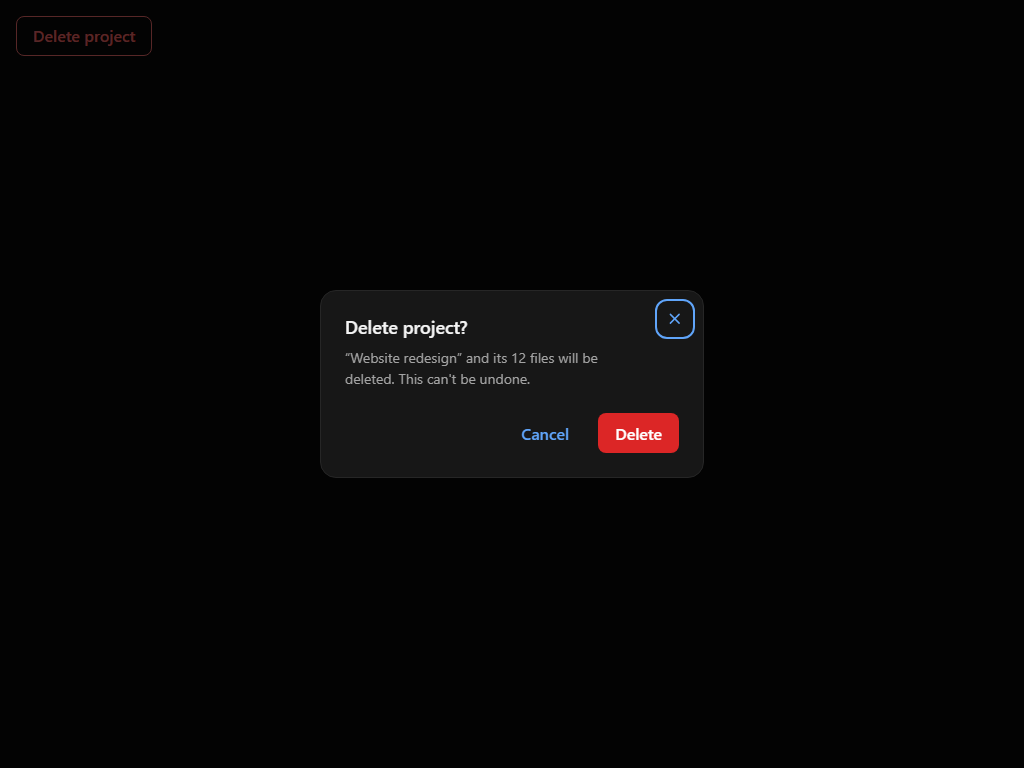 Delete project
Delete project?
“Website redesign” and its 12 files will be
deleted. This can't be undone.
Cancel
Delete